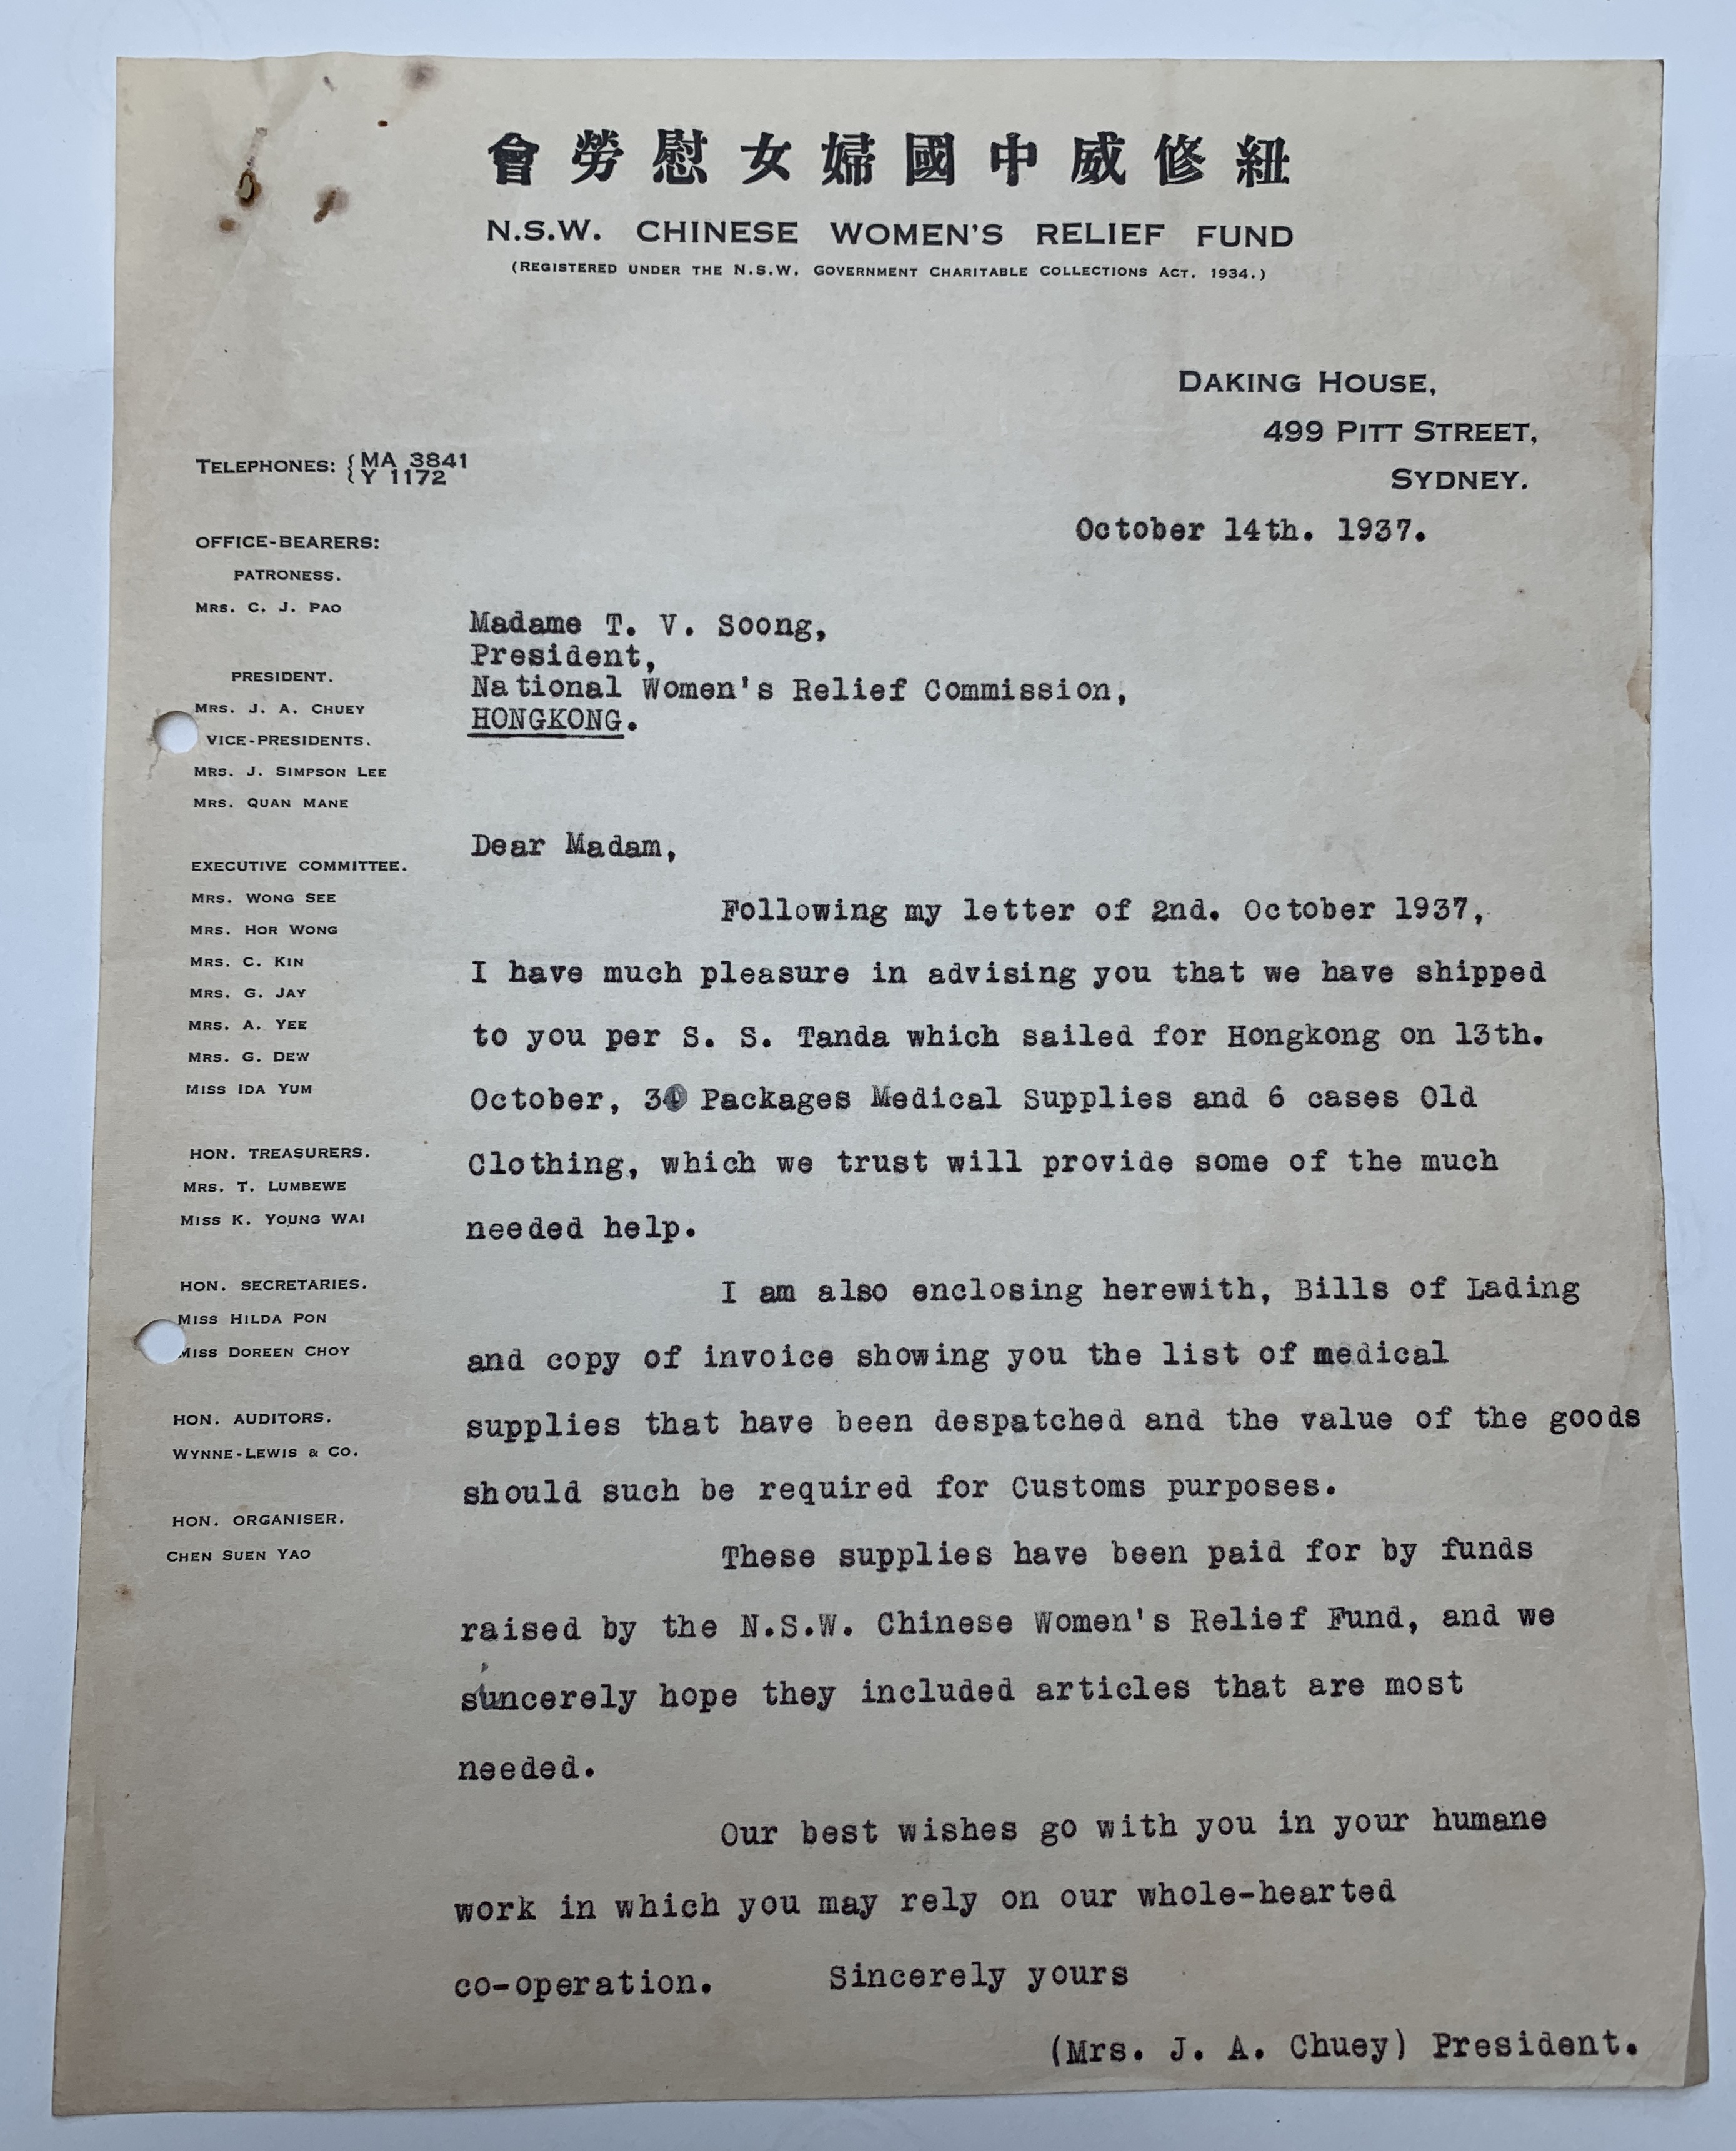 紐修威中國婦女慰勞會
N.S.W. CHINESE WOMEN'S RELIEF FUND
(REGISTERED UNDER THE N.S.W. GOVERNMENT CHARITABLE COLLECTIONS ACT. 1934.)
DAKING HOUSE,
499 PITT STREET,
SYDNEY.
TELEPHONES: { MA 3841
{ Y 1172
October 14th. 1937.
OFFICE-BEARERS:
PATRONESS.
MRS. C. J. PAO
PRESIDENT.
MRS. J. A. CHUEY
VICE-PRESIDENTS.
MRS. J. SIMPSON LEE
MRS. QUAN MANE
EXECUTIVE COMMITTEE.
MRS. WONG SEE
MRS. HOR WONG
MRS. C. KIN
MRS. G. JAY
MRS. A. YEE
MRS. G. DEW
MISS IDA YUM
HON. TREASURERS.
MRS. T. LUMBEWE
MISS K. YOUNG WAI
HON. SECRETARIES.
MISS HILDA PON
MISS DOREEN CHOY
HON. AUDITORS.
WYNNE-LEWIS & CO.
HON. ORGANISER.
CHEN SUEN YAO
Madame T. V. Soong,
President,
National Women's Relief Commission,
HONGKONG.
Dear Madam,
Following my letter of 2nd. October 1937,
I have much pleasure in advising you that we have shipped
to you per S. S. Tanda which sailed for Hongkong on 13th.
October, Packages Medical Supplies and 6 cases Old
Clothing, which we trust will provide some of the much
needed help.
I am also enclosing herewith, Bills of Lading
and copy of invoice showing you the list of medical
supplies that have been despatched and the value of the goods
should such be required for Customs purposes.
These supplies have been paid for by funds
raised by the N.S.W. Chinese Women's Relief Fund, and we
sincerely hope they included articles that are most
needed.
Our best wishes go with you in your humane
work in which you may rely on our whole-hearted
co-operation. Sincerely yours
(Mrs. J. A. Chuey) President.